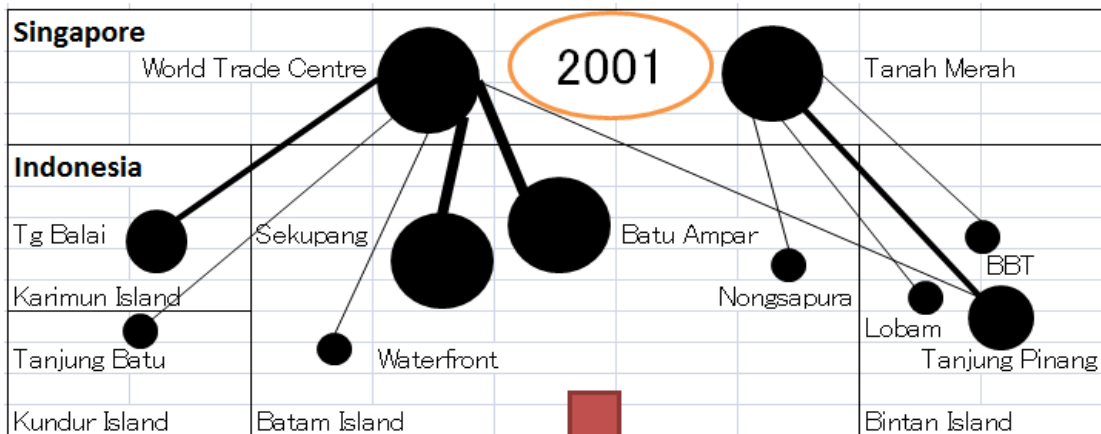 Singapore
World Trade Centre
2001
Tanah Merah
Indonesia
Tg Balai
Sekupang
Batu Ampar
BBT
Karimun Island
Nongsapura
Lobam
Tanjung Batu
Waterfront
Tanjung Pinang
Kundur Island
Batam Island
Bintan Island